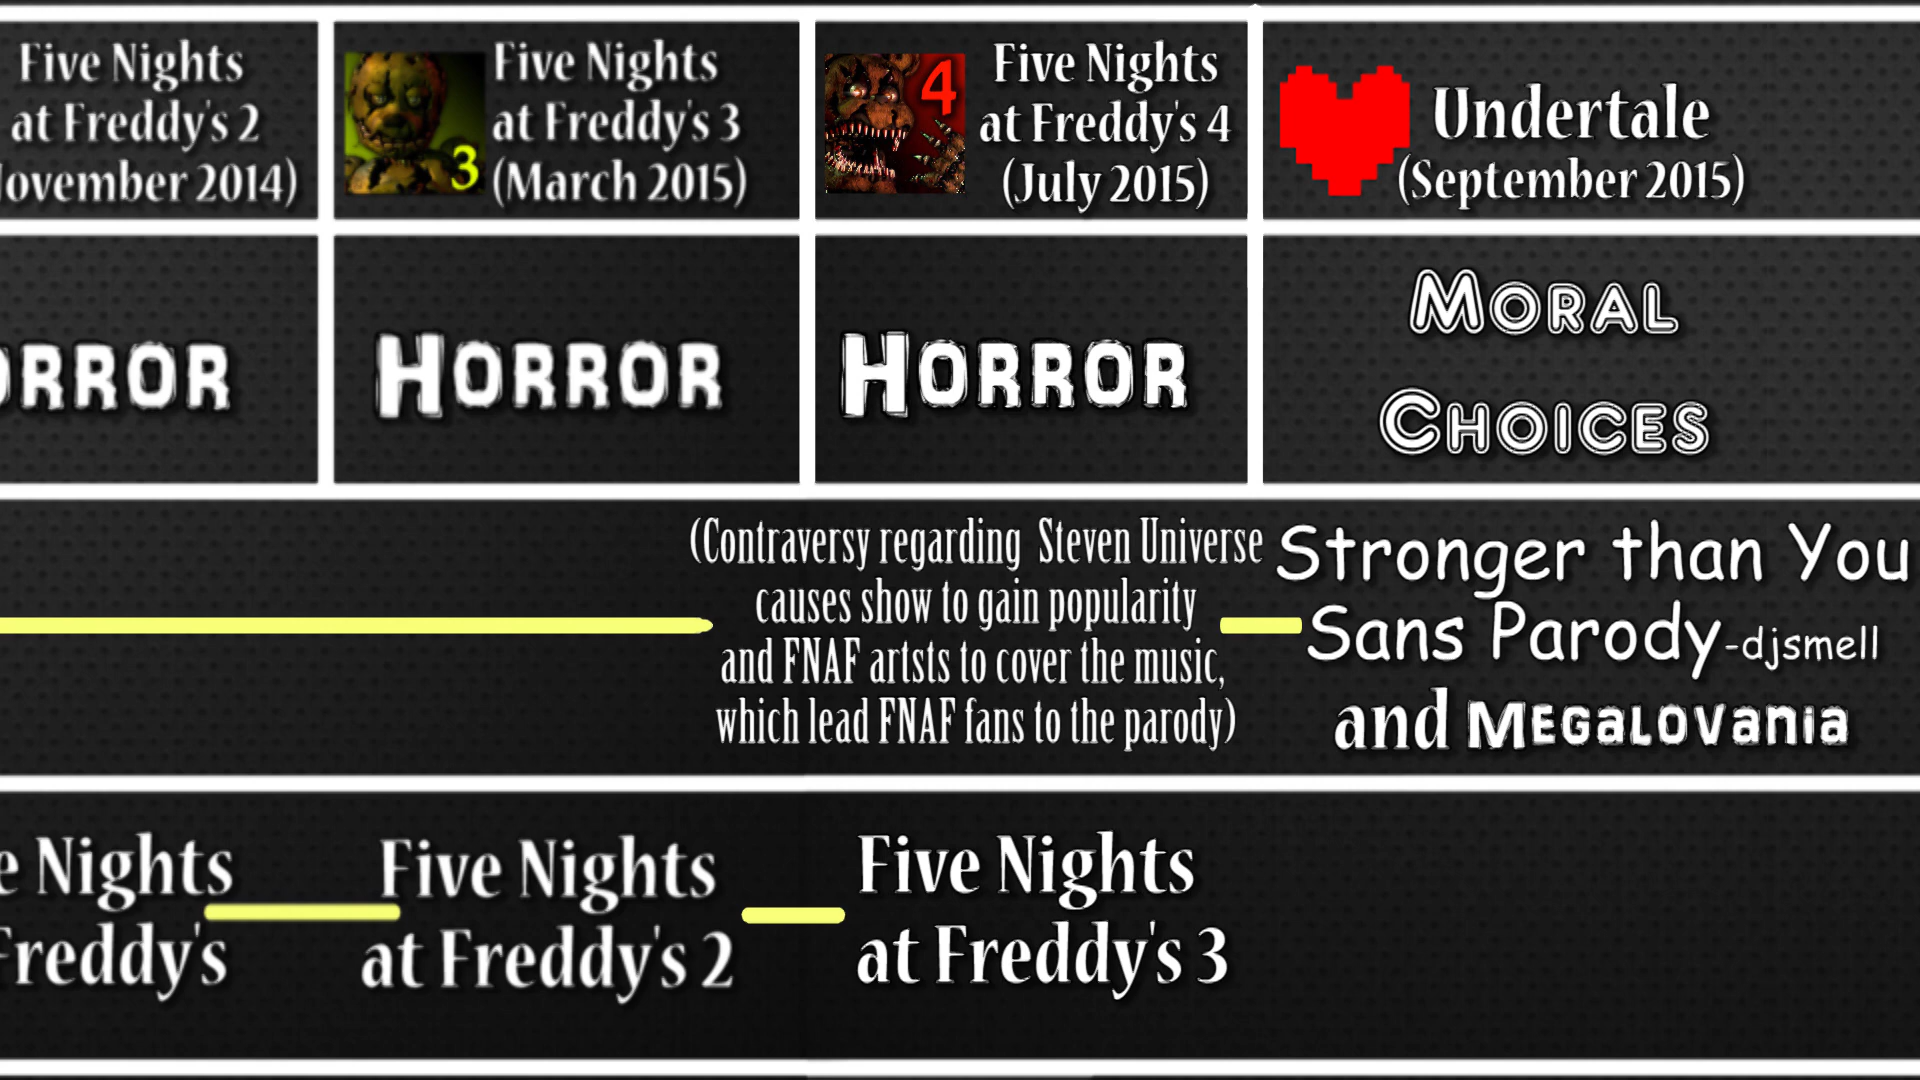 Five Nights
at Freddy's 2
ovember 2014)
3
Five Nights
at Freddy's 3
(March 2015)
4
Five Nights
at Freddy's 4
(July 2015)
Undertale
(September 2015)
ORROR
HORROR
HORROR
MORAL
CHOICES
(Contraversy regarding Steven Universe
causes show to gain popularity
and FNAF artsts to cover the music,
which lead FNAF fans to the parody)
Stronger than You
Sans Parody-djsmell
and MEGALOVania
e Nights
Freddy's
Five Nights
at Freddy's 2
Five Nights
at Freddy's 3